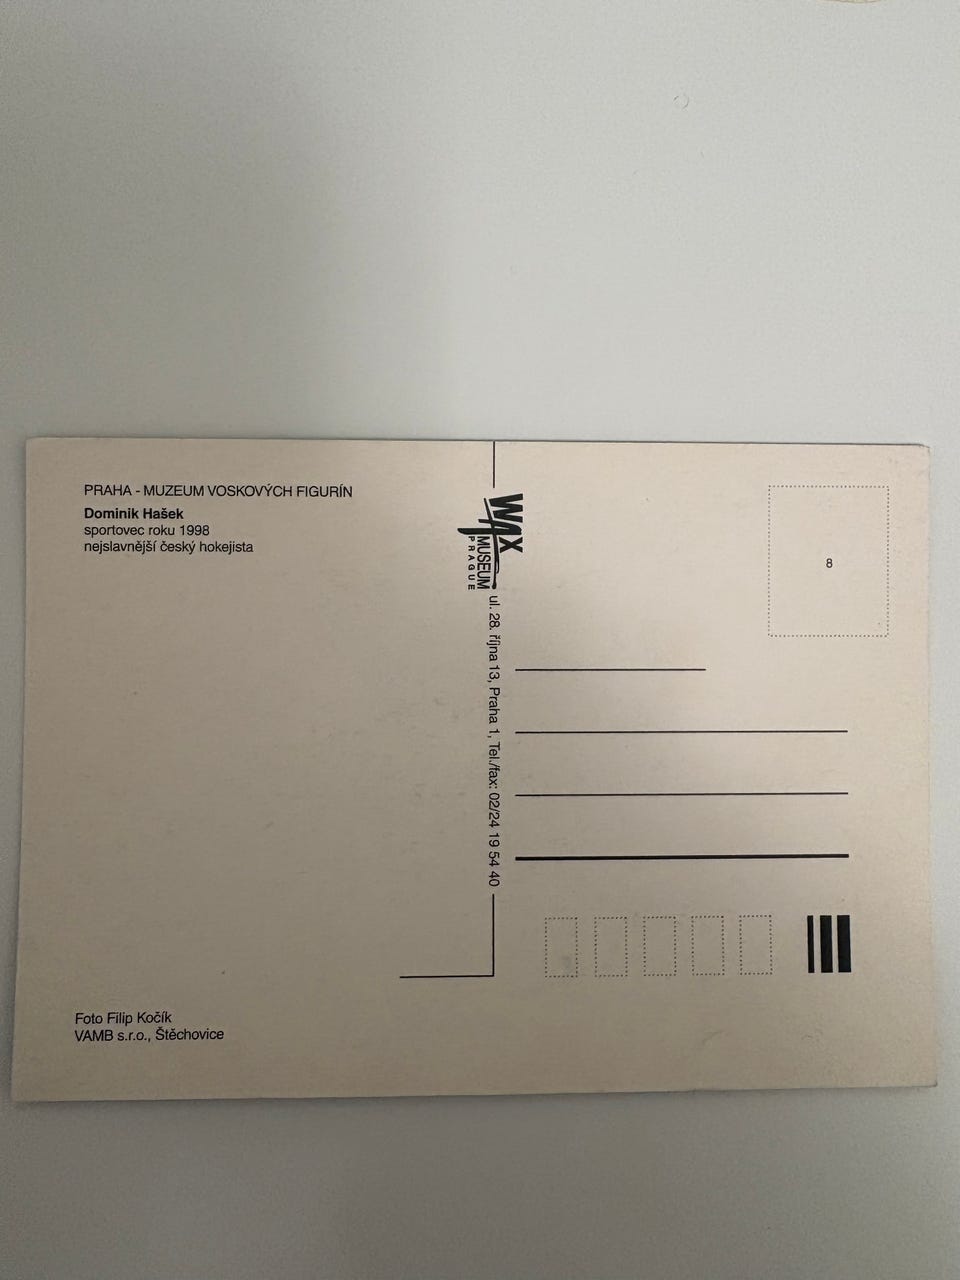 PRAHA - MUZEUM VOSKOVÝCH FIGURÍN
Dominik Hašek
sportovec roku 1998
nejslavnější český hokejista
WAX
MUSEUM
PRAGUE
ul. 28. října 13, Praha 1, Tel./fax: 02/24 19 54 40
8
Foto Filip Kočík
VAMB s.r.o., Štěchovice